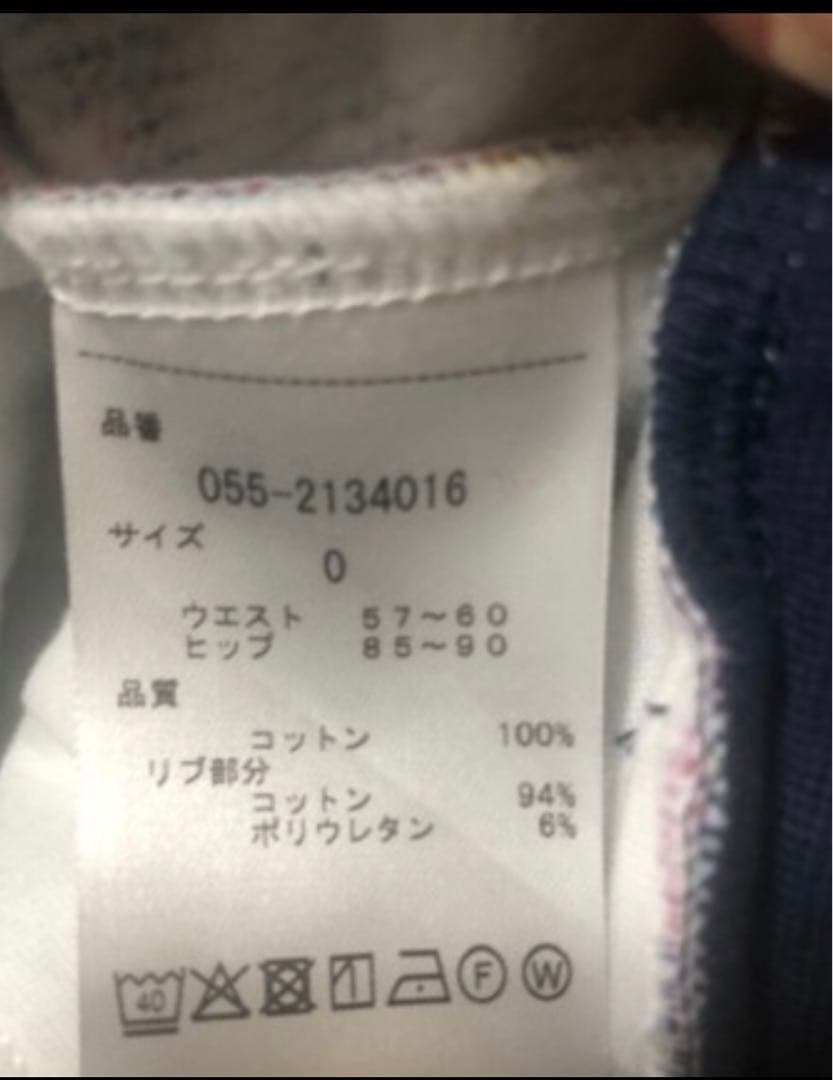 品番
055-2134016
サイズ
0
ウエスト 57〜60
ヒップ 85〜90
品質
コットン 100%
リブ部分
コットン 94%
ポリウレタン 6%
40 F W